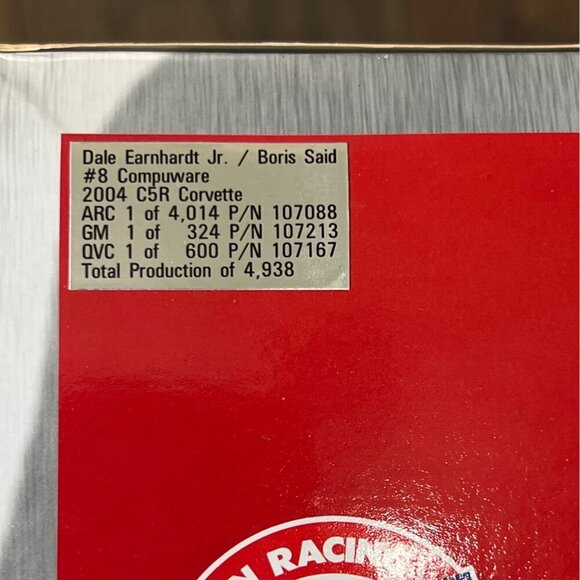 Dale Earnhardt Jr. / Boris Said
#8 Compuware
2004 C5R Corvette
ARC 1 of 4,014 P/N 107088
GM 1 of 324 P/N 107213
QVC 1 of 600 P/N 107167
Total Production of 4,938
RACING